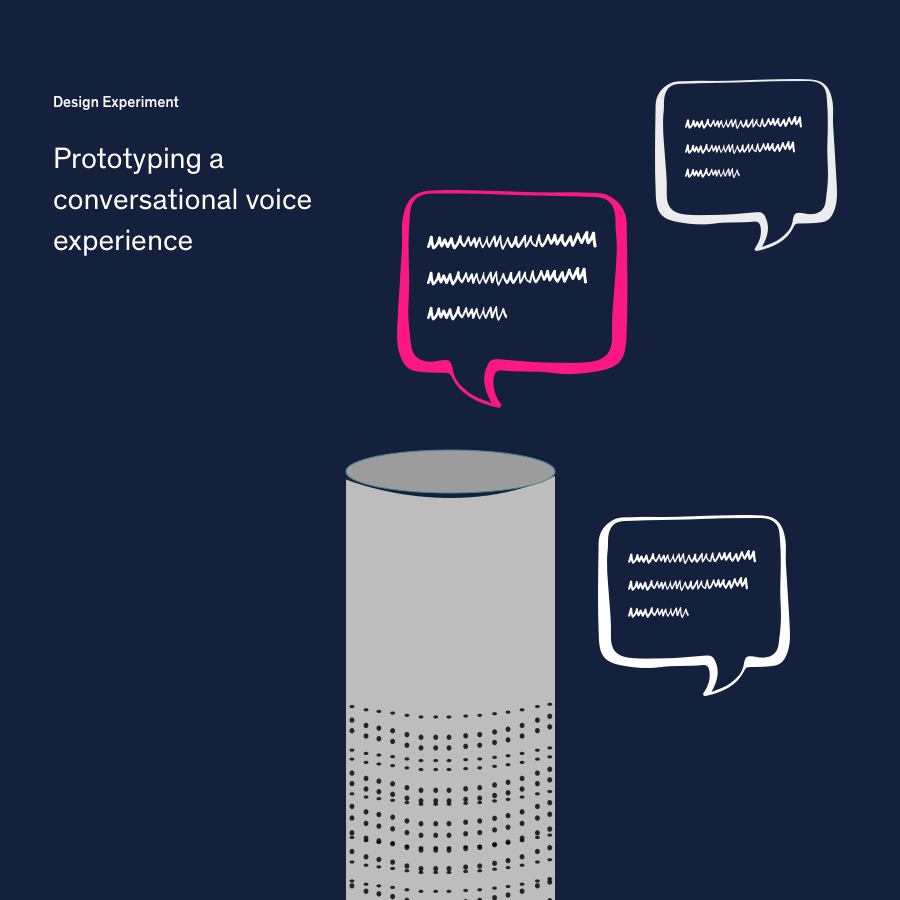 Design Experiment
Prototyping a
conversational voice
experience